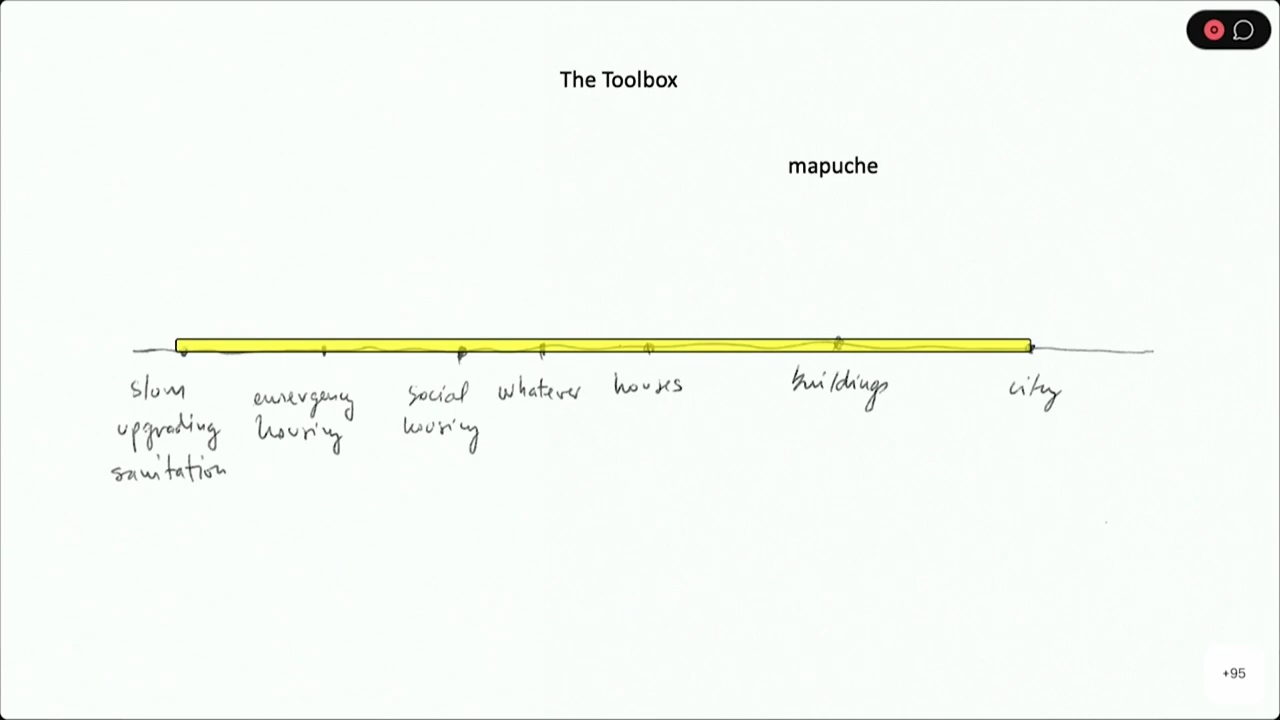 The Toolbox
mapuche
slum
upgrading
sanitation
emergency
housing
social
housing
whatever
houses
buildings
city
+95